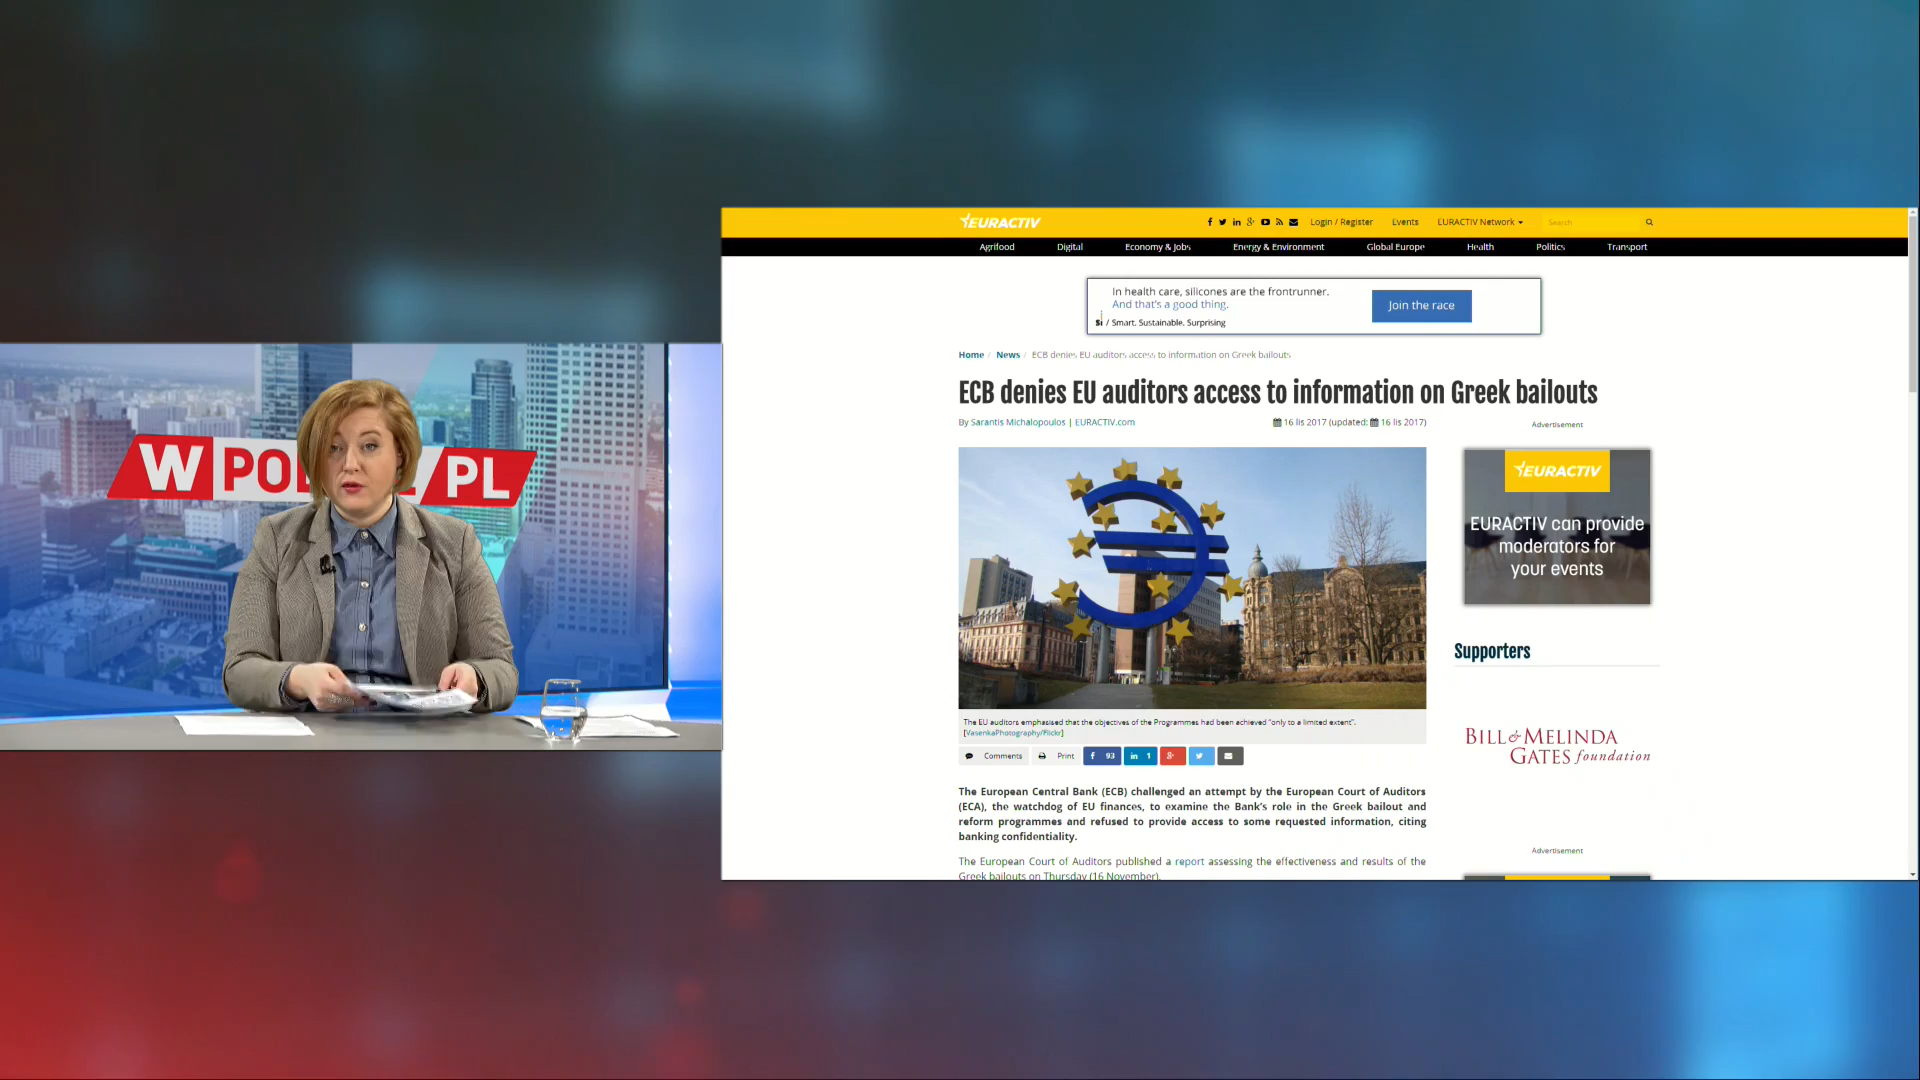 W PO PL
EURACTIV
Login / Register
Events
EURACTIV Network
Search
Agrifood
Digital
Economy & Jobs
Energy & Environment
Global Europe
Health
Politics
Transport
In health care, silicones are the frontrunner.
And that's a good thing.
Si / Smart. Sustainable. Surprising
Join the race
Home / News / ECB denies EU auditors access to information on Greek bailouts
ECB denies EU auditors access to information on Greek bailouts
By Sarantis Michalopoulos | EURACTIV.com
16 lis 2017 (updated: 16 lis 2017)
Advertisement
EURACTIV
EURACTIV can provide
moderators for
your events
Supporters
BILL & MELINDA
GATES foundation
Advertisement
The EU auditors emphasised that the objectives of the Programmes had been achieved "only to a limited extent".
[VasenkaPhotography/Flickr]
Comments
Print
93
1
The European Central Bank (ECB) challenged an attempt by the European Court of Auditors
(ECA), the watchdog of EU finances, to examine the Bank's role in the Greek bailout and
reform programmes and refused to provide access to some requested information, citing
banking confidentiality.
The European Court of Auditors published a report assessing the effectiveness and results of the
Greek bailouts on Thursday (16 November).